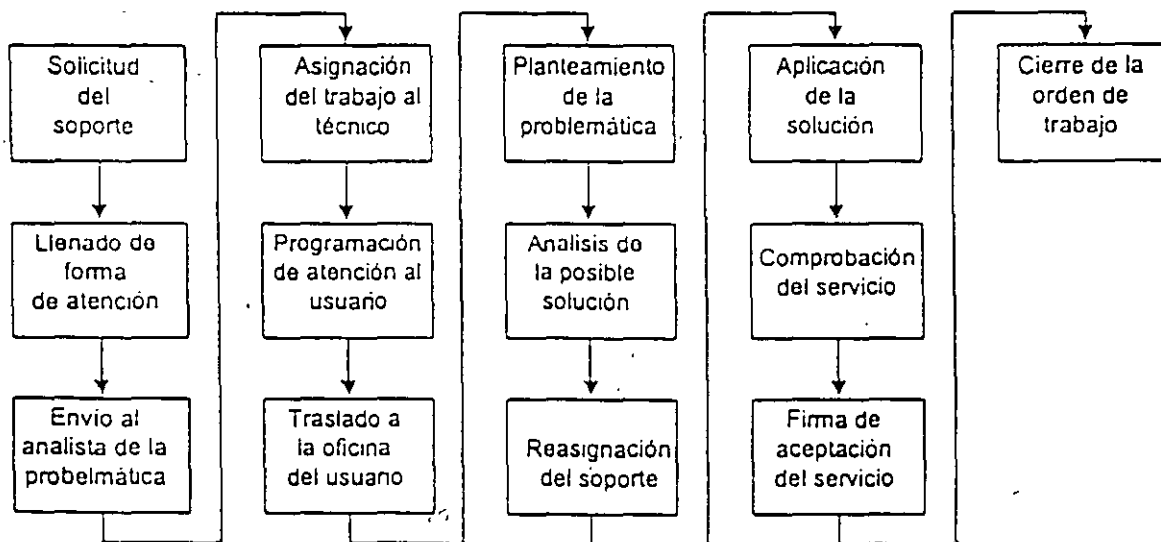 Solicitud
del
soporte
Llenado de
forma
de atención
Envío al
analista de la
probelmática
Asignación
del trabajo al
técnico
Programación
de atención al
usuario
Traslado a
la oficina
del usuario
Planteamiento
de la
problemática
Analisis de
la posible
solución
Reasignación
del soporte
Aplicación
de la
solución
Comprobación
del servicio
Firma de
aceptación
del servicio
Cierre de la
orden de
trabajo